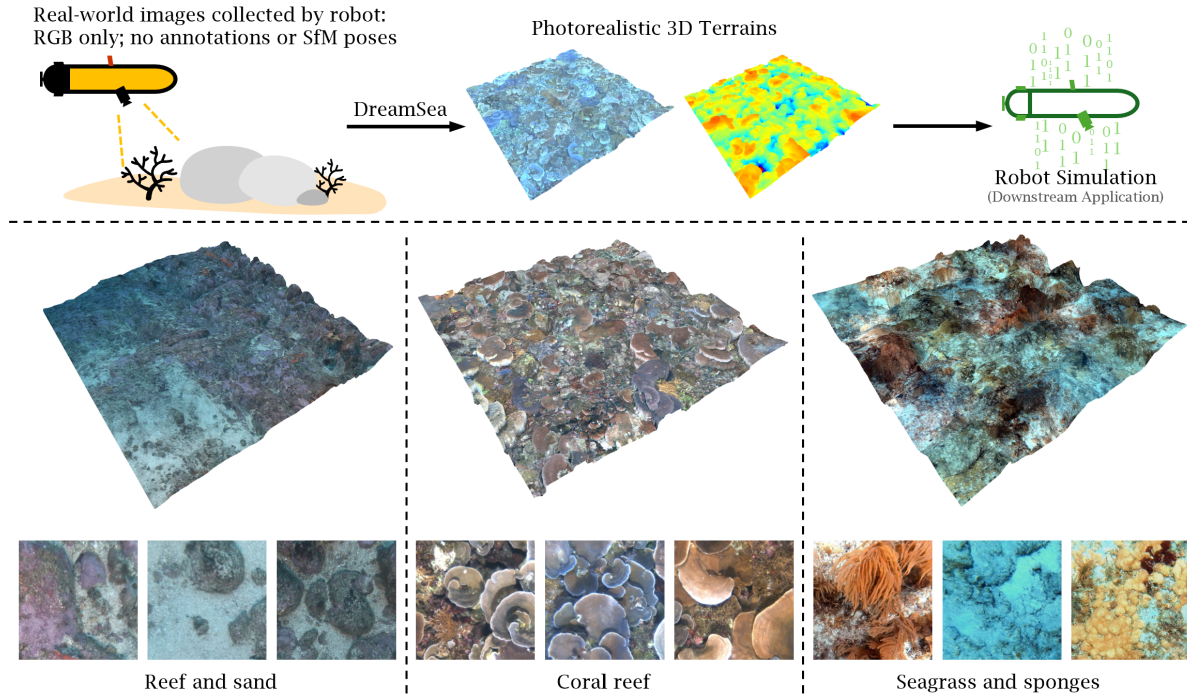 Real-world images collected by robot:
RGB only; no annotations or SfM poses
Photorealistic 3D Terrains
DreamSea
Robot Simulation
(Downstream Application)
Reef and sand
Coral reef
Seagrass and sponges